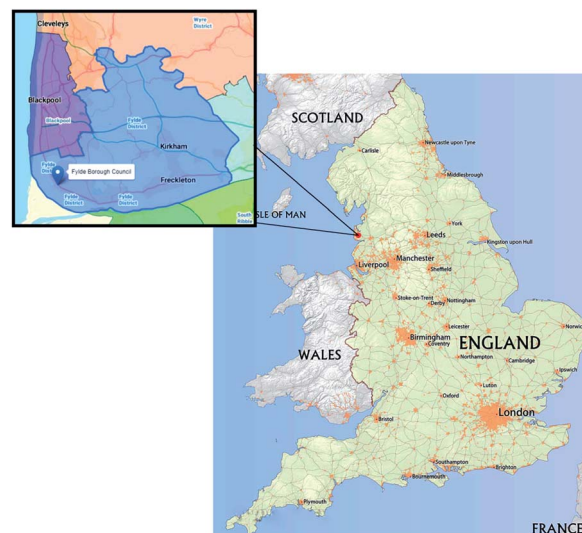 Cleveleys
Wyre
District
Blackpool
Blackpool
Fylde
District
Kirkham
Fylde
Fylde Borough Council
Freckleton
Fylde
District
Fylde
District
South
Ribble
SCOTLAND
Newcastle upon Tyne
Carlisle
Middlesbrough
SLE OF MAN
York
Leeds
Kingston upon Hull
Manchester
Liverpool
Sheffield
Stoke-on-Trent
Nottingham
Derby
Leicester
Norwic
Birmingham
ENGLAND
WALES
Coventry
Northampton
Cambridge
Ipswich
Luton
Oxford
London
Bristol
Southampton
Brighton
Bournemouth
Plymouth
FRANCE